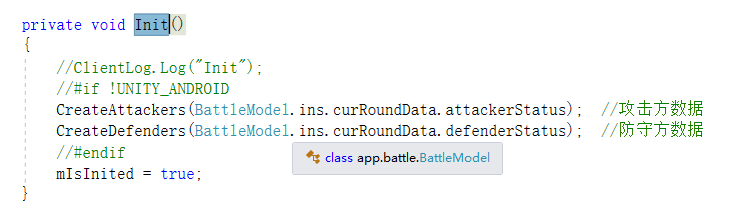 private void Init()
{
//ClientLog.Log("Init");
//#if !UNITY_ANDROID
CreateAttackers(BattleModel.ins.curRoundData.attackerStatus); //攻击方数据
CreateDefenders(BattleModel.ins.curRoundData.defenderStatus); //防守方数据
//#endif
class app.battle.BattleModel
mIsInited = true;
}